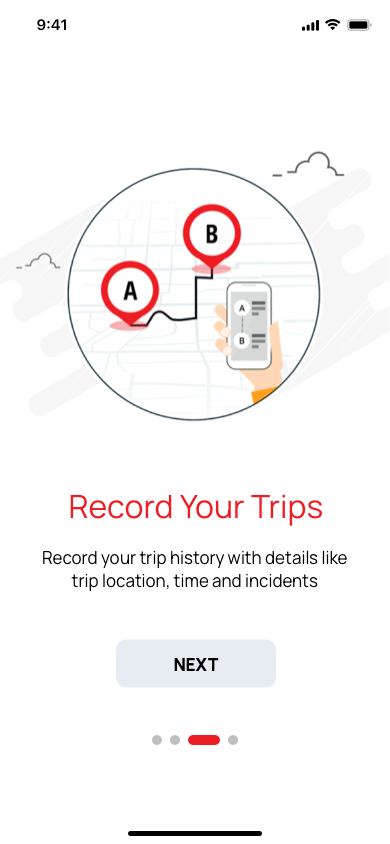 9:41
B
A
A
B
Record Your Trips
Record your trip history with details like
trip location, time and incidents
NEXT